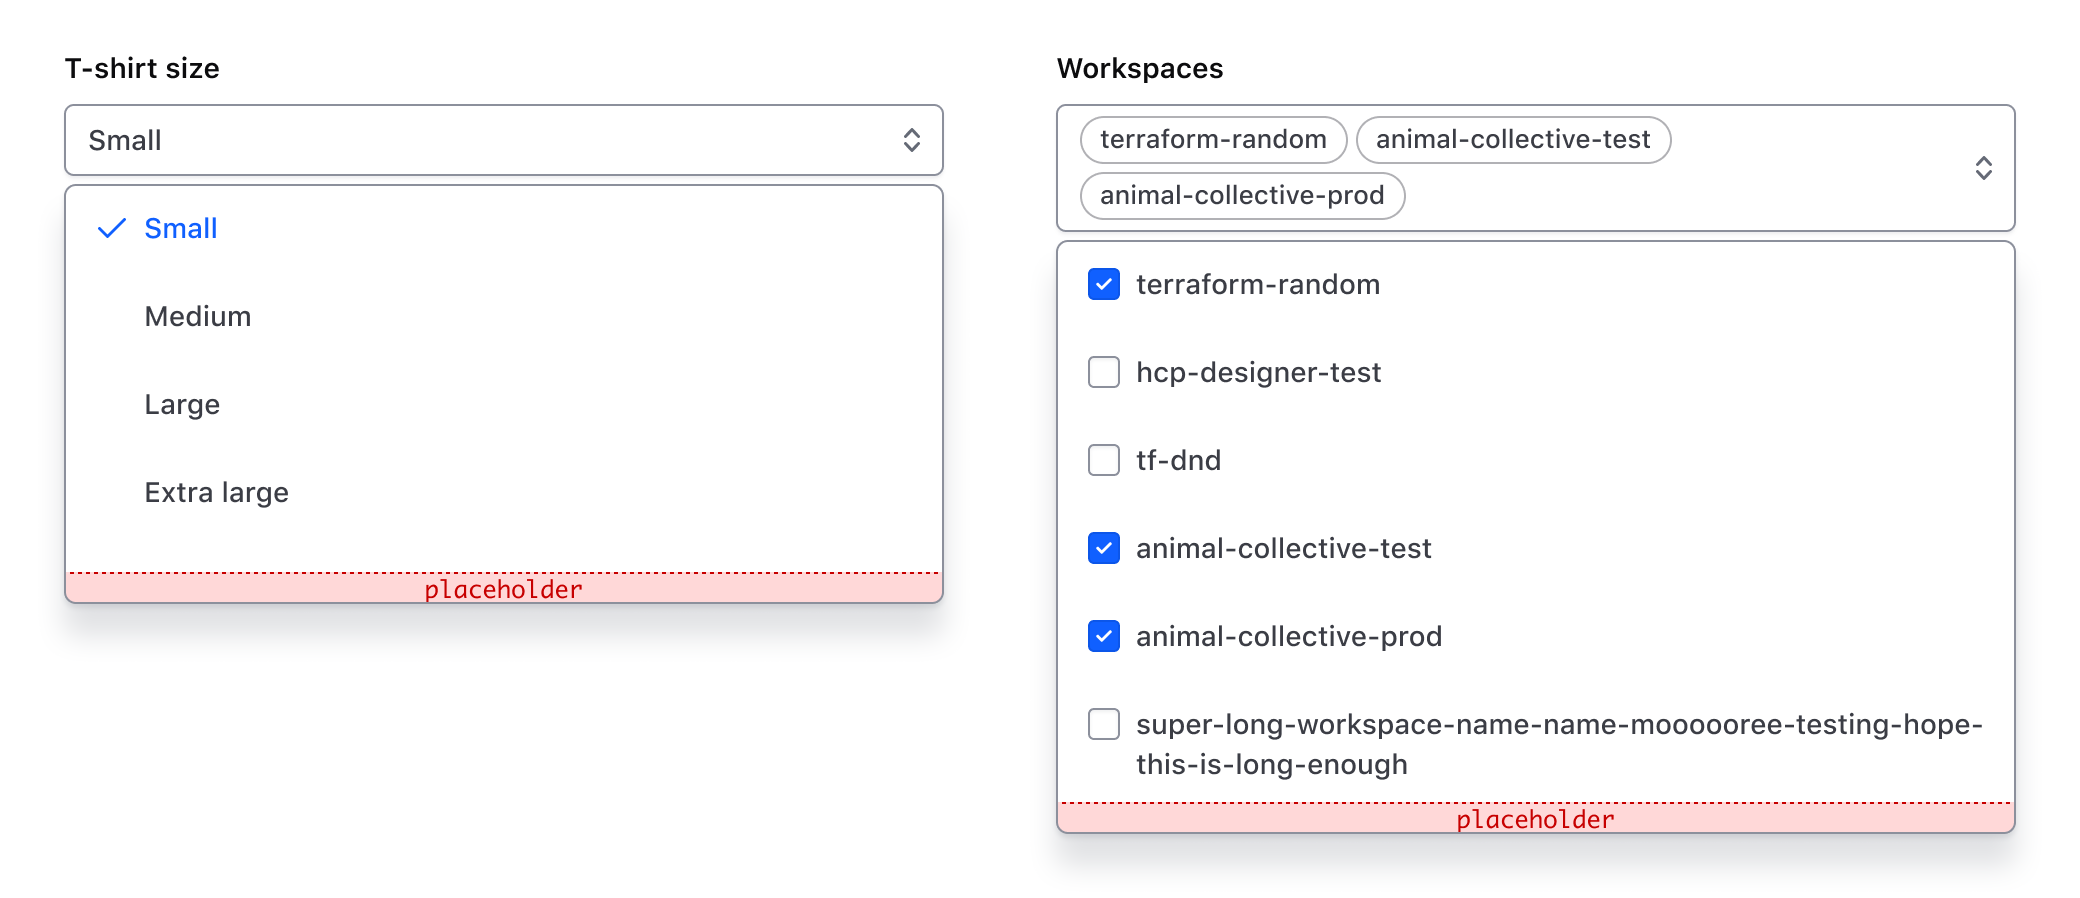 T-shirt size
Small
Small
Medium
Large
Extra large
placeholder
Workspaces
terraform-random animal-collective-test
animal-collective-prod
terraform-random
hcp-designer-test
tf-dnd
animal-collective-test
animal-collective-prod
super-long-workspace-name-name-moooooree-testing-hope-
this-is-long-enough
placeholder